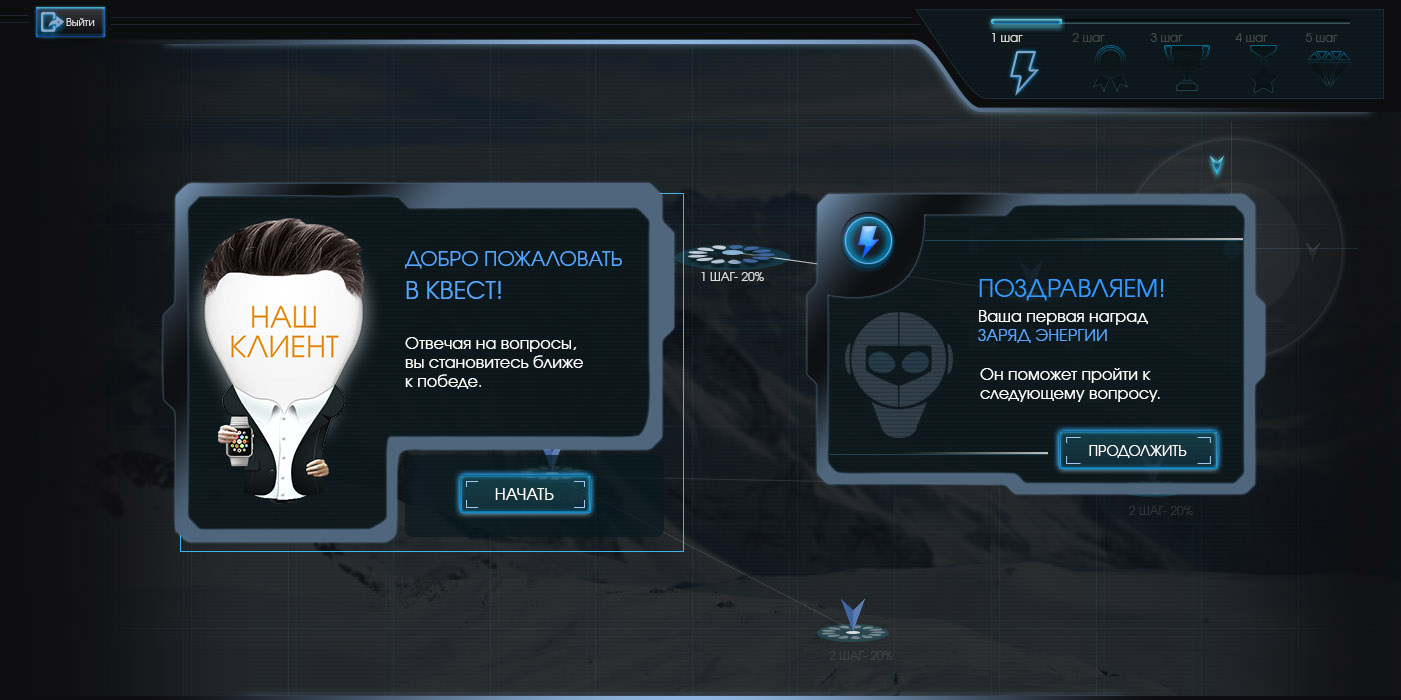 Выйти
1 шаг
2 шаг
3 шаг
4 шаг
5 шаг
НАШ
КЛИЕНТ
ДОБРО ПОЖАЛОВАТЬ
В КВЕСТ!
Отвечая на вопросы,
вы становитесь ближе
к победе.
НАЧАТЬ
1 ШАГ- 20%
ПОЗДРАВЛЯЕМ!
Ваша первая наград
ЗАРЯД ЭНЕРГИИ
Он поможет пройти к
следующему вопросу.
ПРОДОЛЖИТЬ
2 ШАГ- 20%
2 ШАГ- 20%